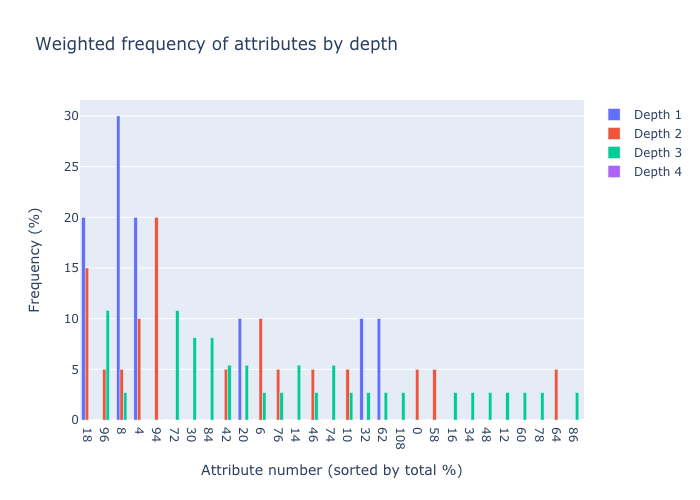 Weighted frequency of attributes by depth
Depth 1
Depth 2
Depth 3
Depth 4
Frequency (%)
30
25
20
15
10
5
0
18 96 8 4 94 72 30 84 42 20 6 76 14 46 74 10 32 62 108 0 58 16 34 48 12 60 78 64 86
Attribute number (sorted by total %)